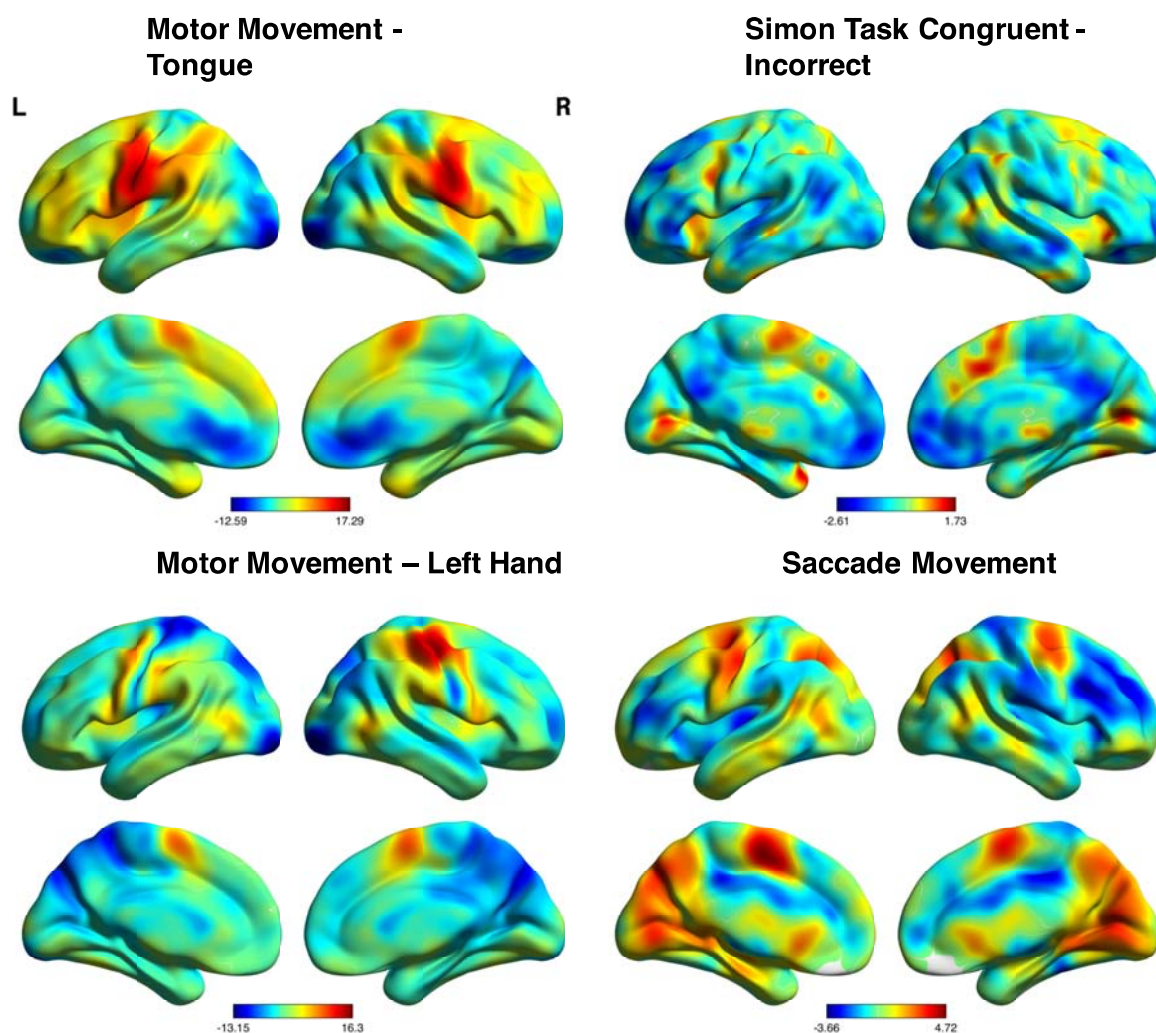 Motor Movement -
Tongue
Simon Task Congruent -
Incorrect
L
R
-12.59
17.29
-2.61
1.73
Motor Movement – Left Hand
Saccade Movement
-13.15
16.3
-3.66
4.72